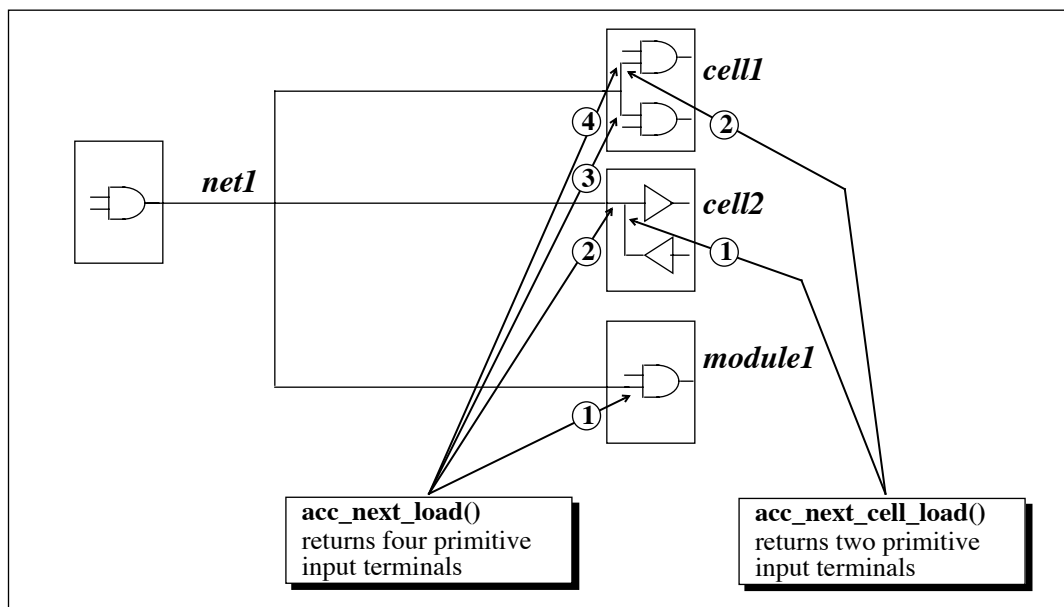 cell1
4
2
3
net1
cell2
2
1
module1
1
acc_next_load()
returns four primitive
input terminals
acc_next_cell_load()
returns two primitive
input terminals